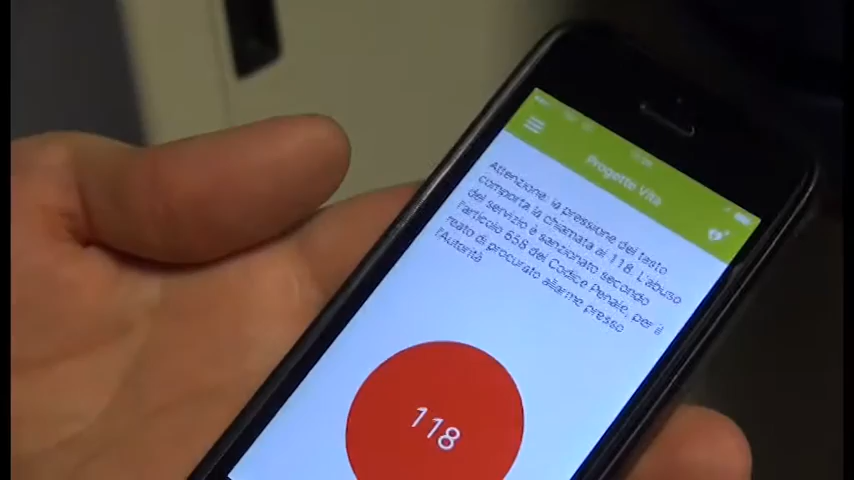 Progetto Vita
Attenzione: la pressione del tasto
comporta la chiamata al 118. L'abuso
del servizio è sanzionato secondo
l'articolo 658 del Codice Penale, per il
reato di procurato allarme presso
l'Autorità
118